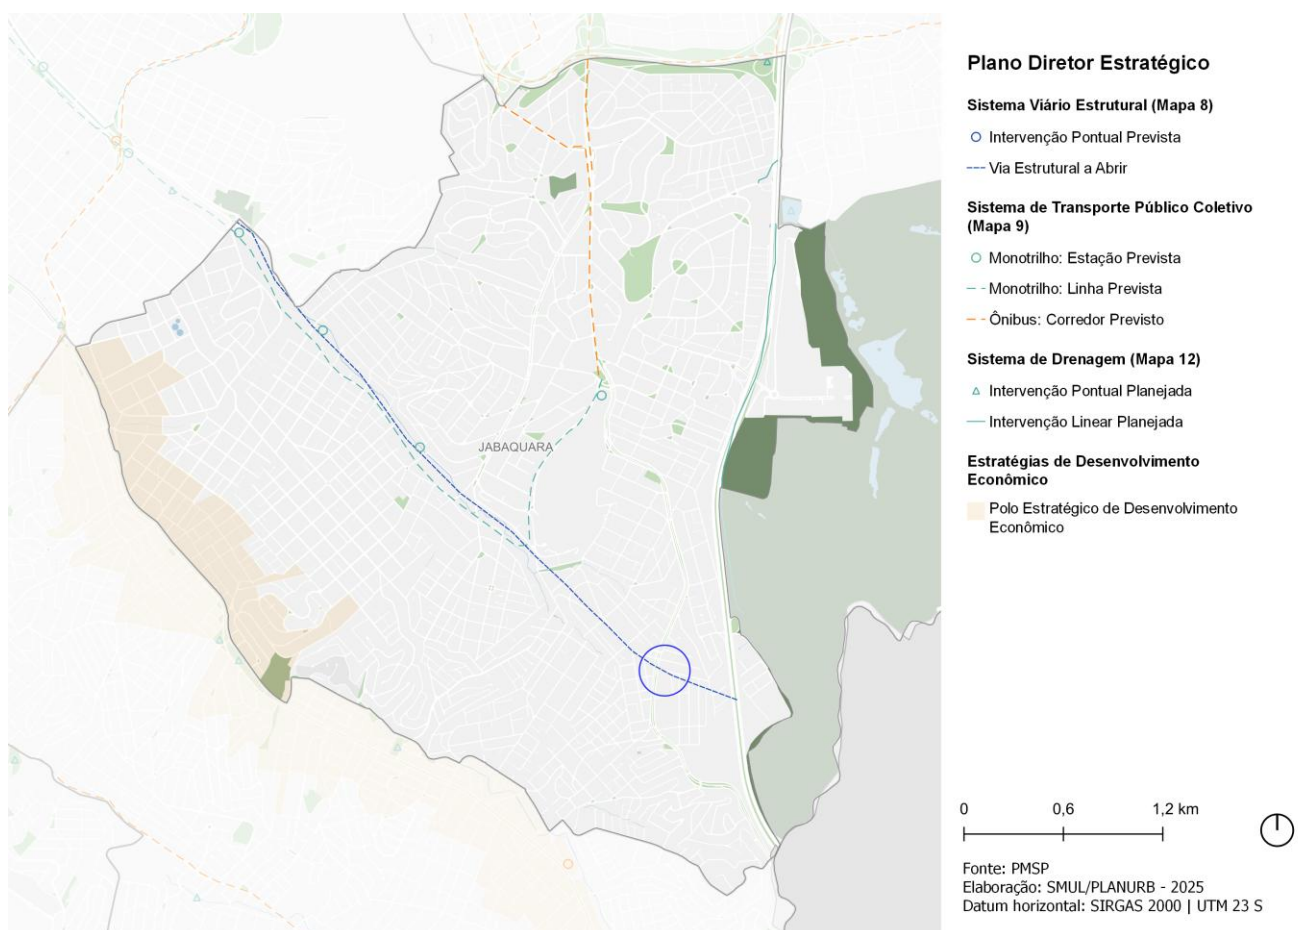 Plano Diretor Estratégico
Sistema Viário Estrutural (Mapa 8)
Intervenção Pontual Prevista
Via Estrutural a Abrir
Sistema de Transporte Público Coletivo
(Mapa 9)
Monotrilho: Estação Prevista
Monotrilho: Linha Prevista
Ônibus: Corredor Previsto
Sistema de Drenagem (Mapa 12)
Intervenção Pontual Planejada
Intervenção Linear Planejada
Estratégias de Desenvolvimento
Econômico
Polo Estratégico de Desenvolvimento
Econômico
JABAQUARA
0 0,6 1,2 km
Fonte: PMSP
Elaboração: SMUL/PLANURB - 2025
Datum horizontal: SIRGAS 2000 | UTM 23 S